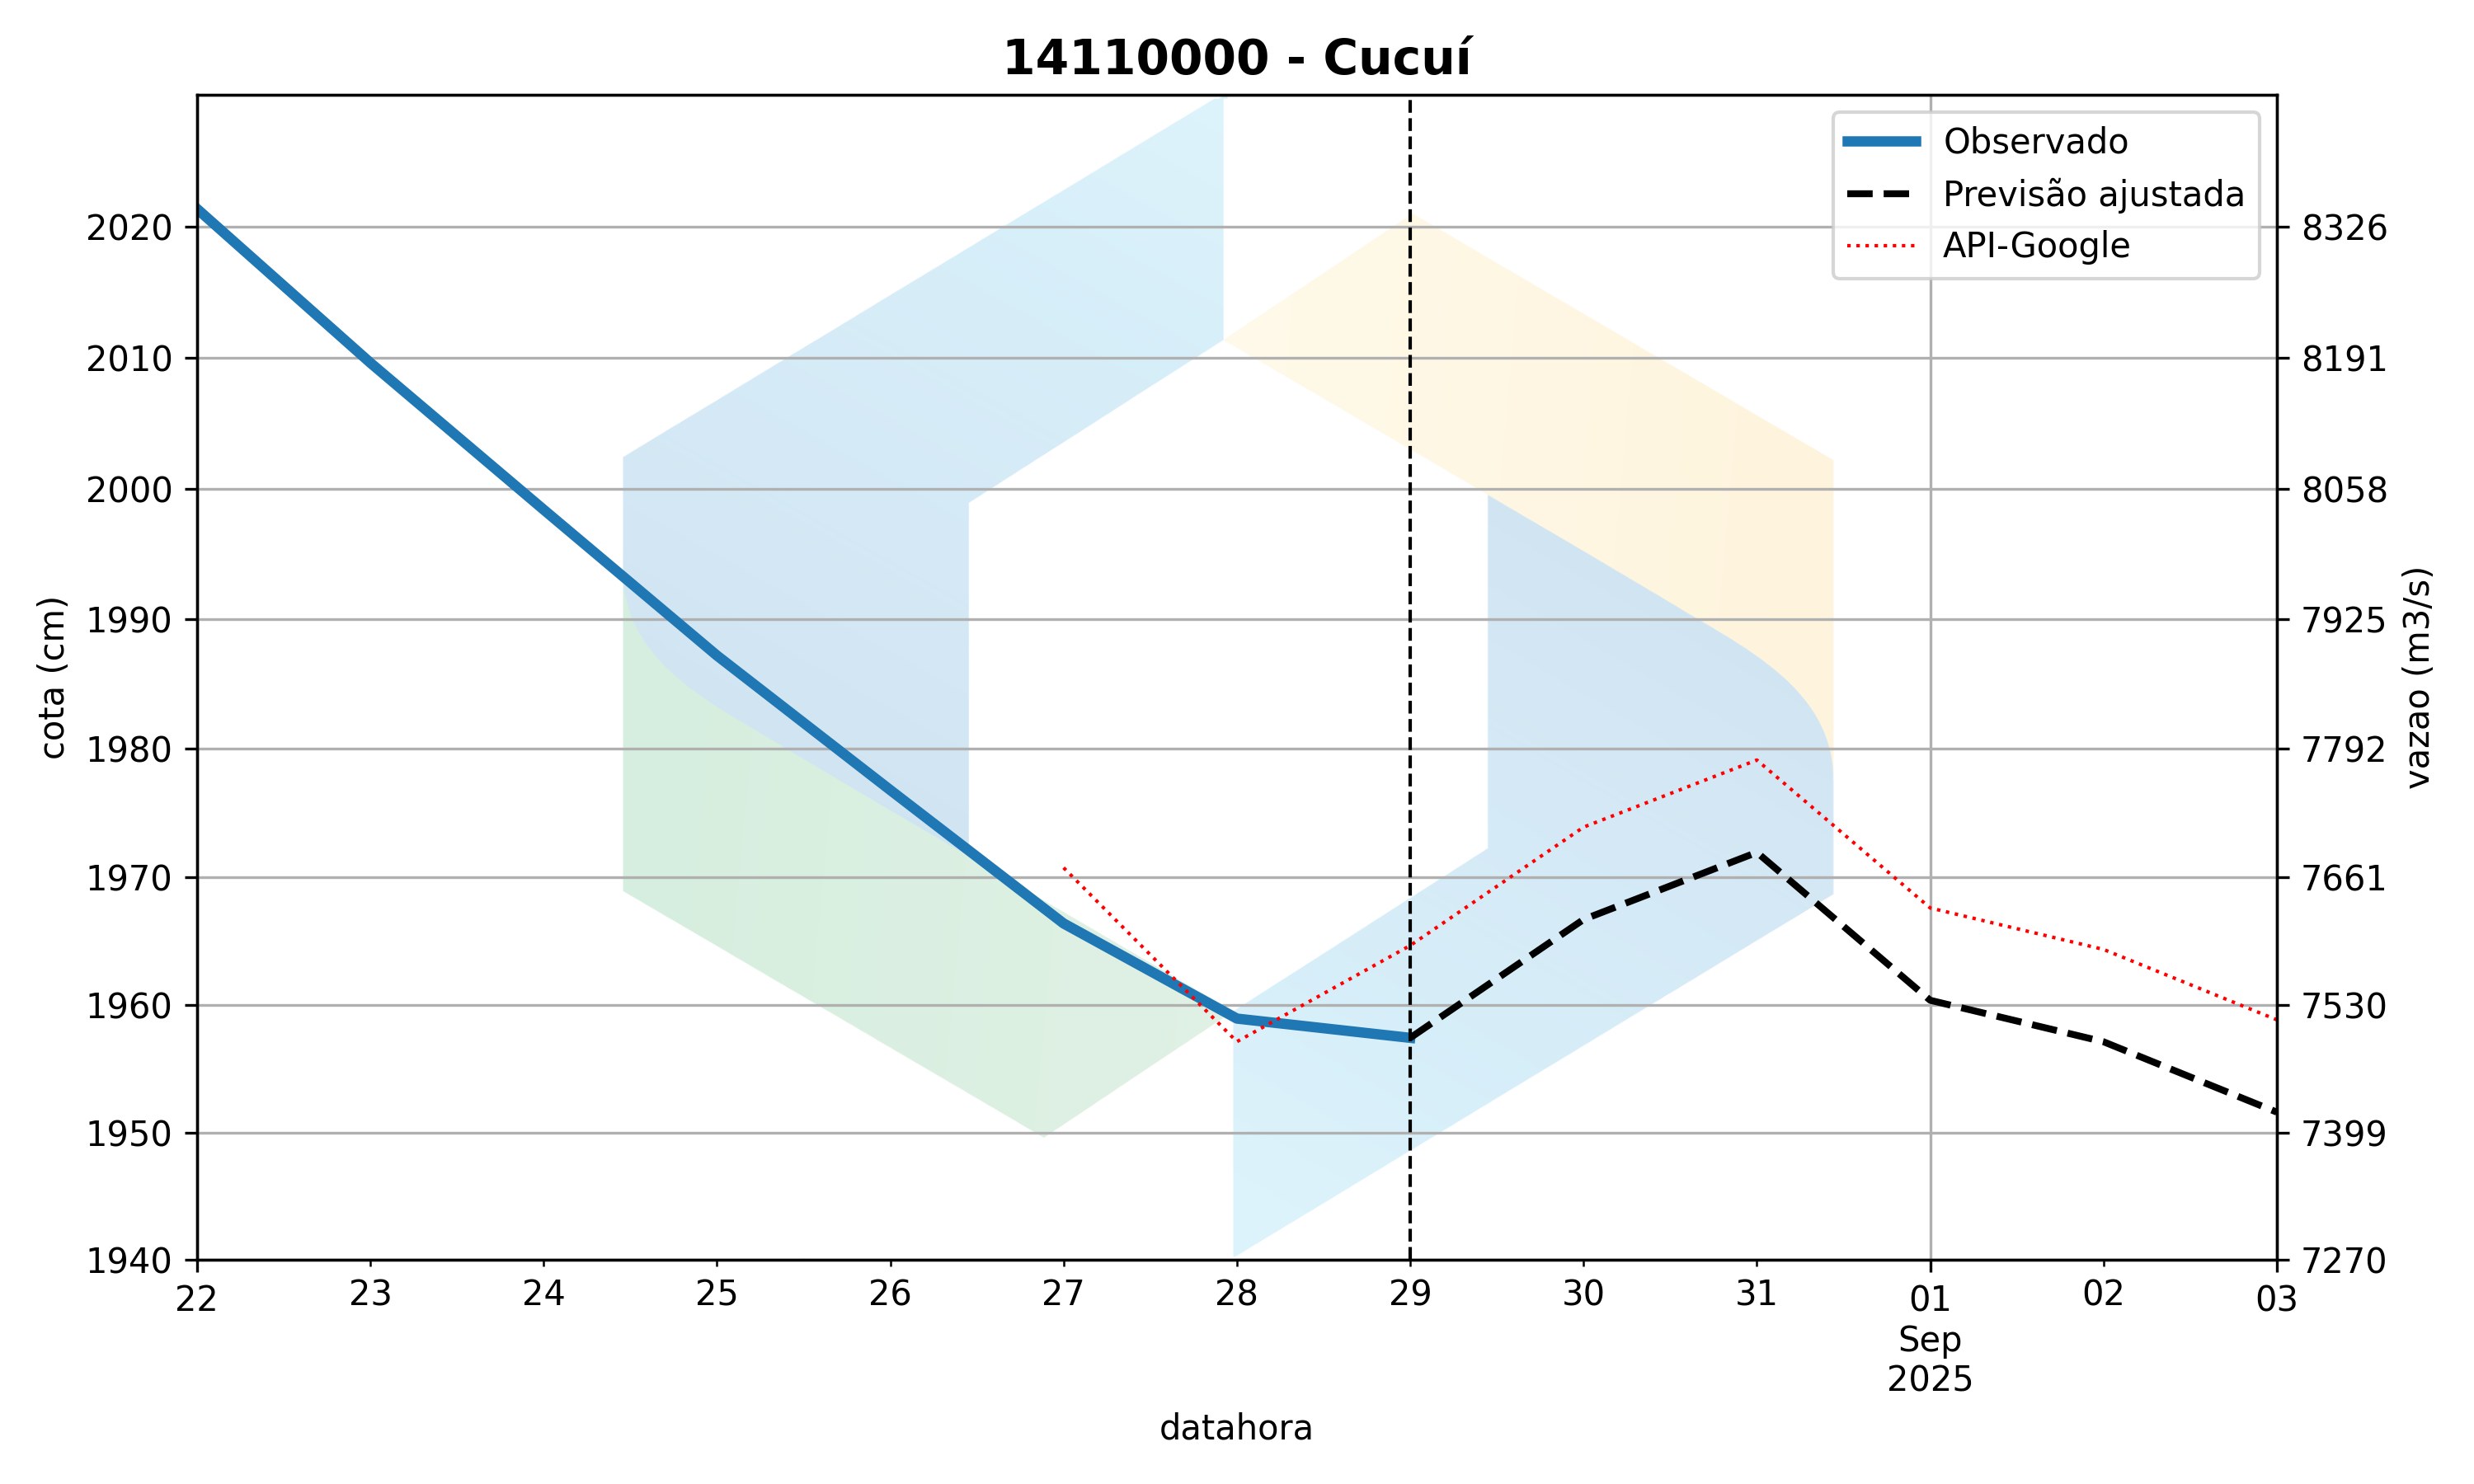 14110000 - Cucuí
Observado
Previsão ajustada
API-Google
2020
2010
2000
1990
1980
1970
1960
1950
1940
cota (cm)
8326
8191
8058
7925
7792
7661
7530
7399
7270
vazao (m3/s)
22 23 24 25 26 27 28 29 30 31 01 02 03
Sep
2025
datahora